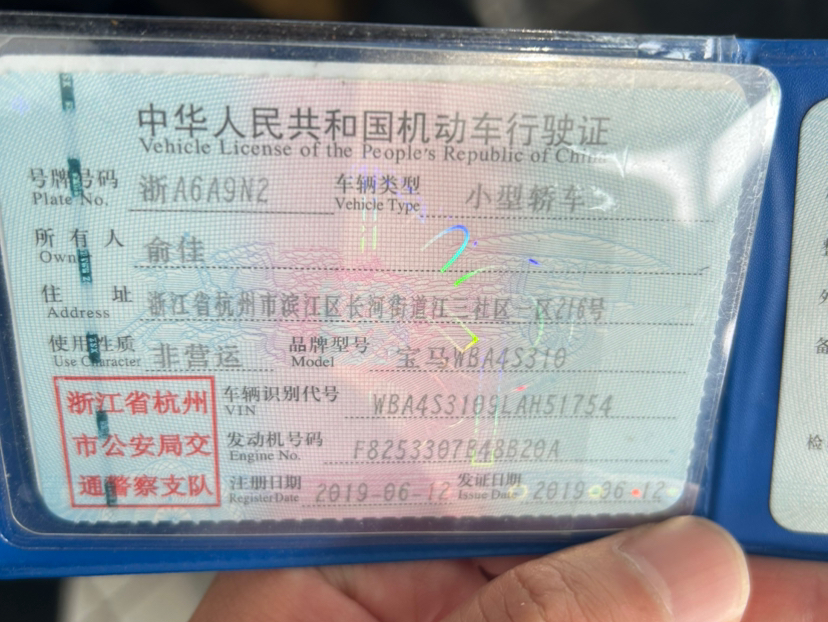 中华人民共和国机动车行驶证
Vehicle License of the People's Republic of China
号牌号码 浙A6A9N2 车辆类型 小型轿车
Plate No. Vehicle Type
所有人 俞佳
Owner
住址 浙江省杭州市滨江区长河街道江三社区一区216号
Address
使用性质 非营运 品牌型号 宝马WBA4S310
Use Character Model
浙江省杭州 车辆识别代号 WBA4S3109LAH51754
VIN
市公安局交 发动机号码 F8253307B48B20A
Engine No.
通警察支队 注册日期 2019-06-12 发证日期 2019-06-12
Register Date Issue Date
备
检